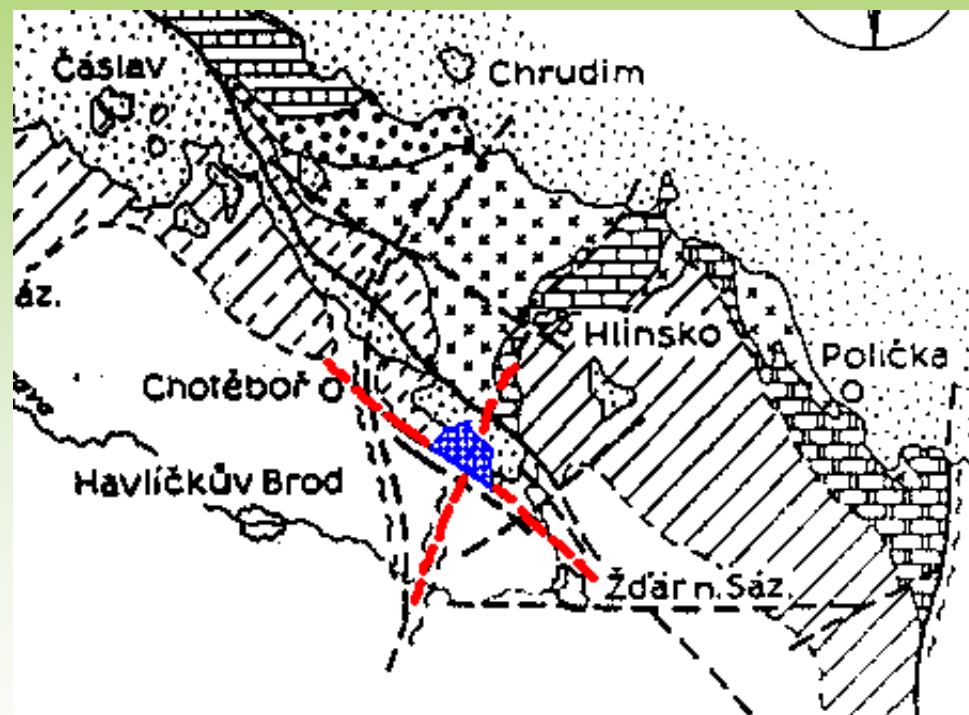 Čáslav
Chrudim
áz.
Hlinsko
Polička
Chotěboř
Havlíčkův Brod
Žďár n. Sáz.